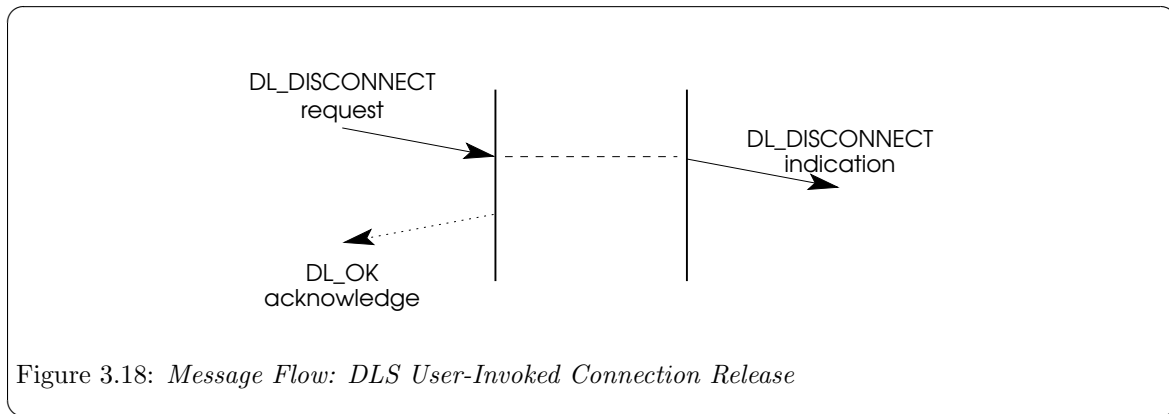 DL_DISCONNECT
request
DL_DISCONNECT
indication
DL_OK
acknowledge
Figure 3.18: Message Flow: DLS User-Invoked Connection Release